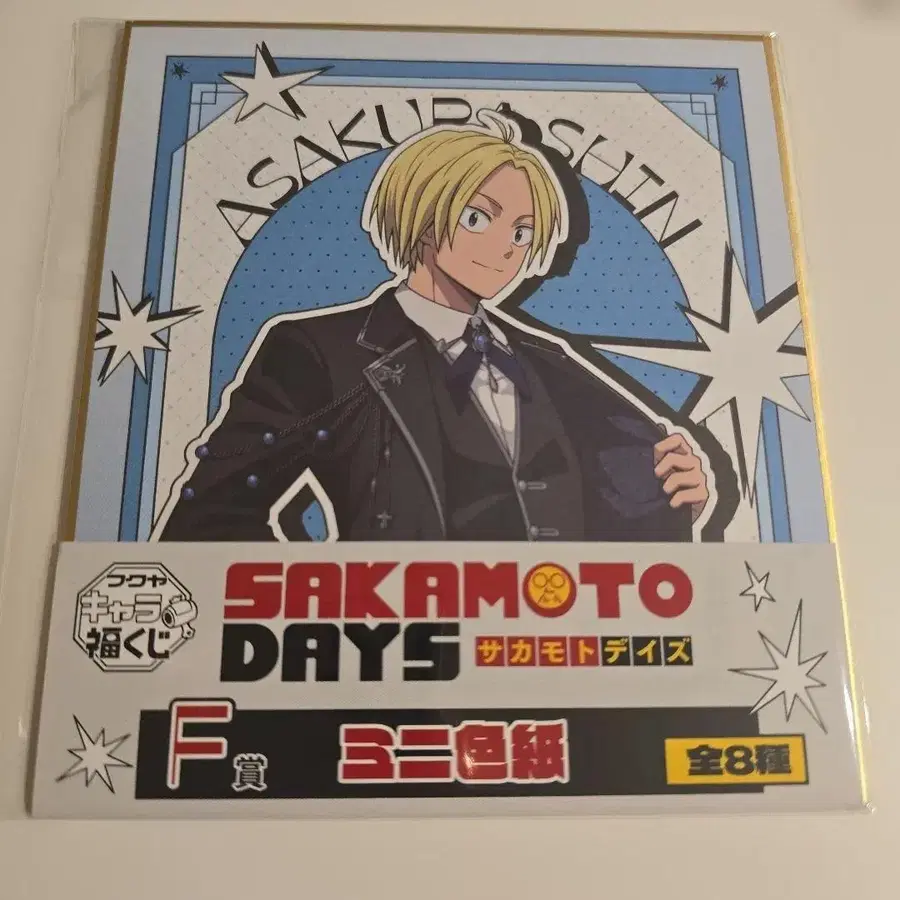 ASAKURA SHIN
フクヤ
キャラ
福くじ
SAKAMOTO
DAYS サカモトデイズ
F賞 ミニ色紙 全8種